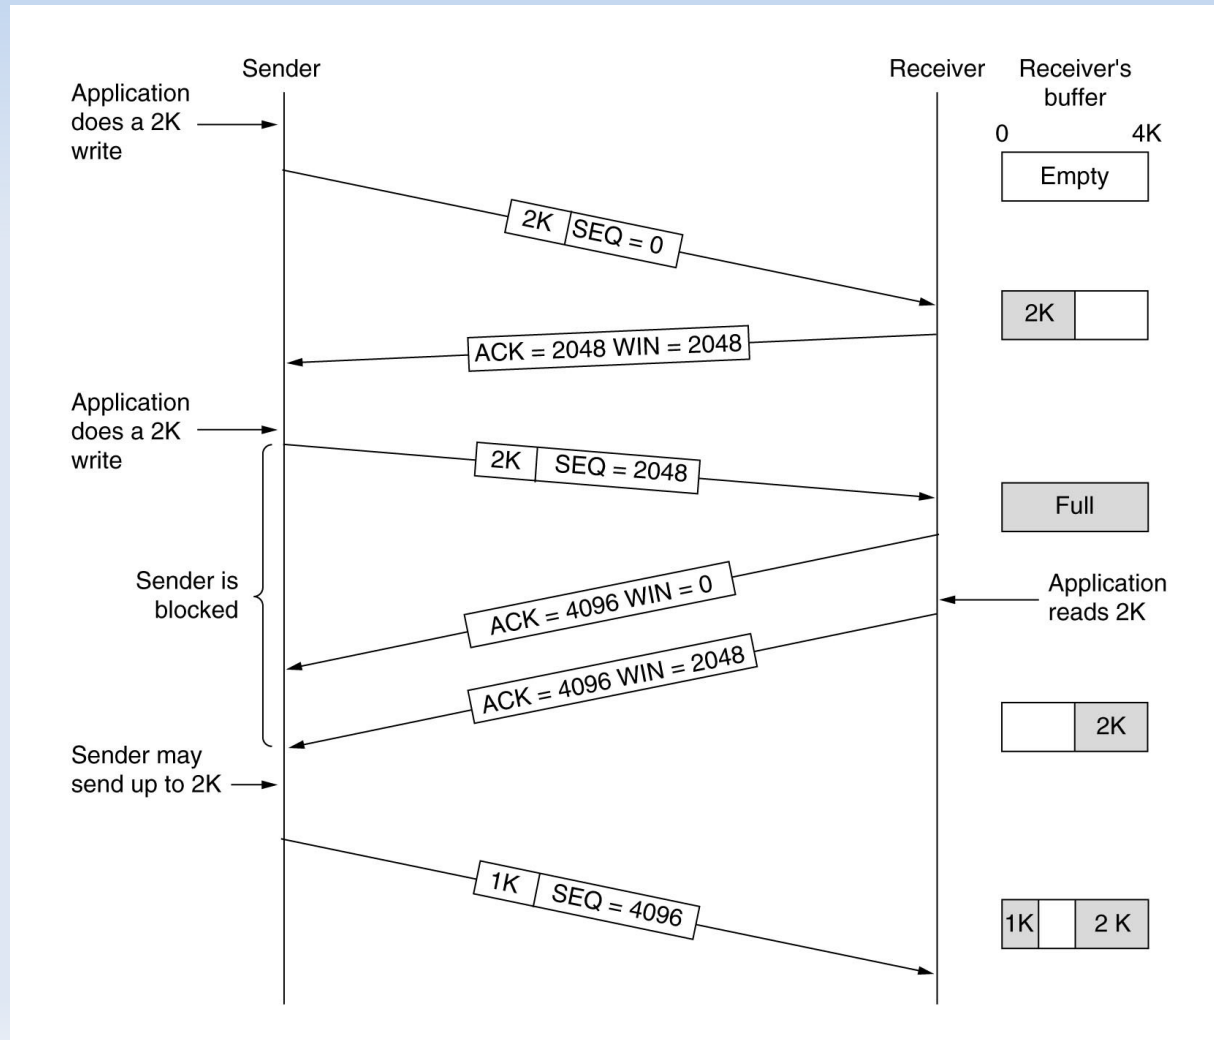 Sender
Receiver
Receiver's
buffer
Application
does a 2K
write
0 4K
Empty
2K SEQ = 0
2K
ACK = 2048 WIN = 2048
Application
does a 2K
write
2K SEQ = 2048
Full
Sender is
blocked
ACK = 4096 WIN = 0
Application
reads 2K
ACK = 4096 WIN = 2048
2K
Sender may
send up to 2K
1K SEQ = 4096
1K 2 K